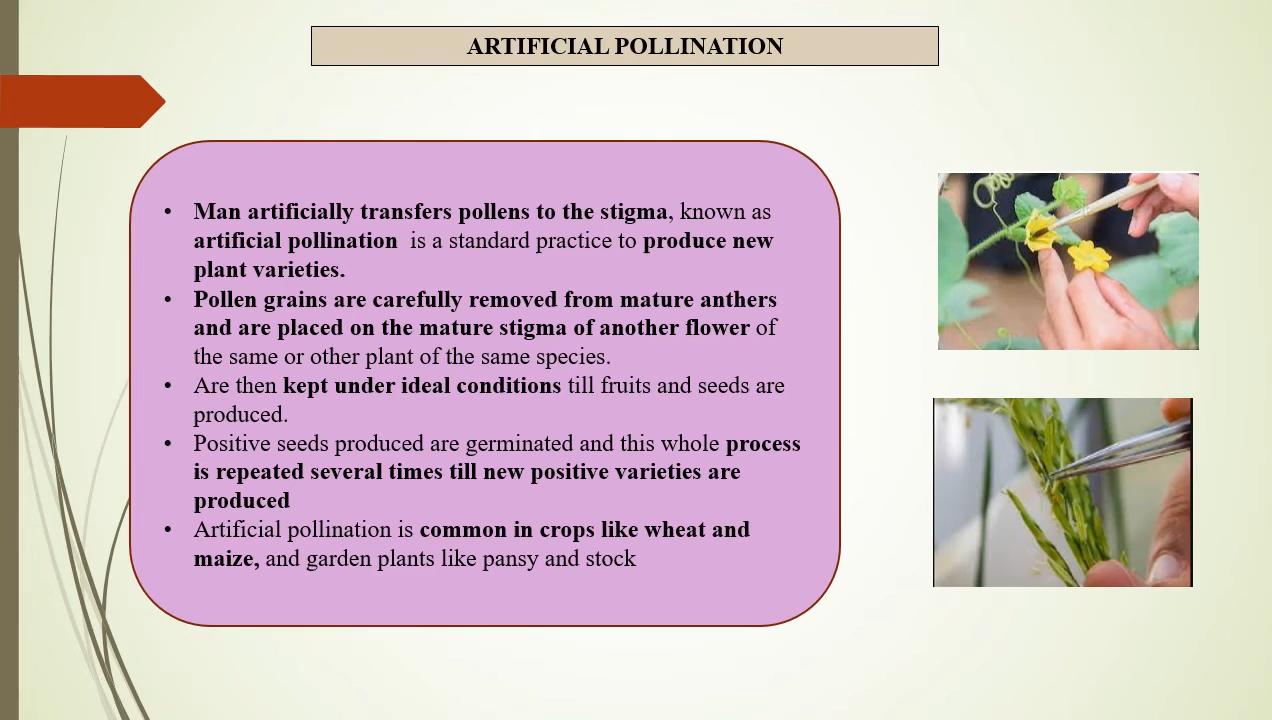 ARTIFICIAL POLLINATION
• Man artificially transfers pollens to the stigma, known as
artificial pollination is a standard practice to produce new
plant varieties.
• Pollen grains are carefully removed from mature anthers
and are placed on the mature stigma of another flower of
the same or other plant of the same species.
• Are then kept under ideal conditions till fruits and seeds are
produced.
• Positive seeds produced are germinated and this whole process
is repeated several times till new positive varieties are
produced
• Artificial pollination is common in crops like wheat and
maize, and garden plants like pansy and stock